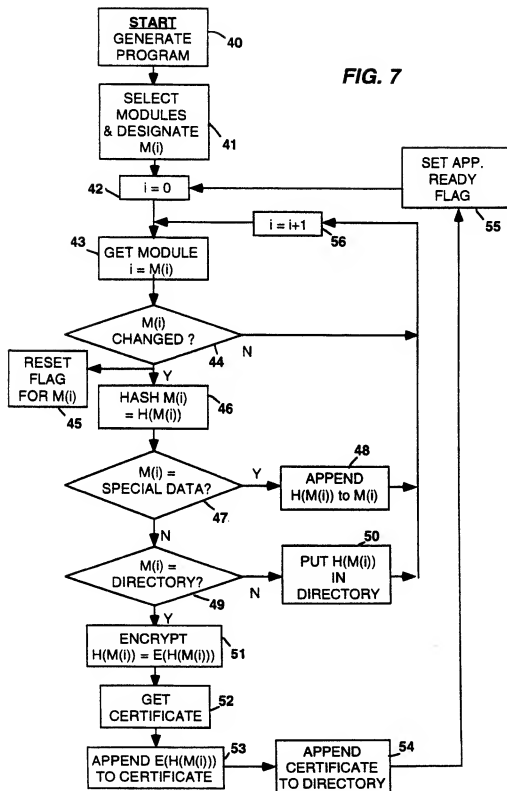 START
GENERATE
PROGRAM
40
FIG. 7
SELECT
MODULES
& DESIGNATE
M(i)
41
SET APP.
READY
FLAG
55
42
i = 0
i = i+1
56
43
GET MODULE
i = M(i)
M(i)
CHANGED ?
44
N
Y
RESET
FLAG
FOR M(i)
45
HASH M(i)
= H(M(i))
46
M(i) =
SPECIAL DATA?
47
Y
N
48
APPEND
H(M(i)) to M(i)
M(i) =
DIRECTORY?
49
N
Y
50
PUT H(M(i))
IN
DIRECTORY
ENCRYPT
H(M(i)) = E(H(M(i)))
51
GET
CERTIFICATE
52
APPEND E(H(M(i)))
TO CERTIFICATE
53
APPEND
CERTIFICATE
TO DIRECTORY
54